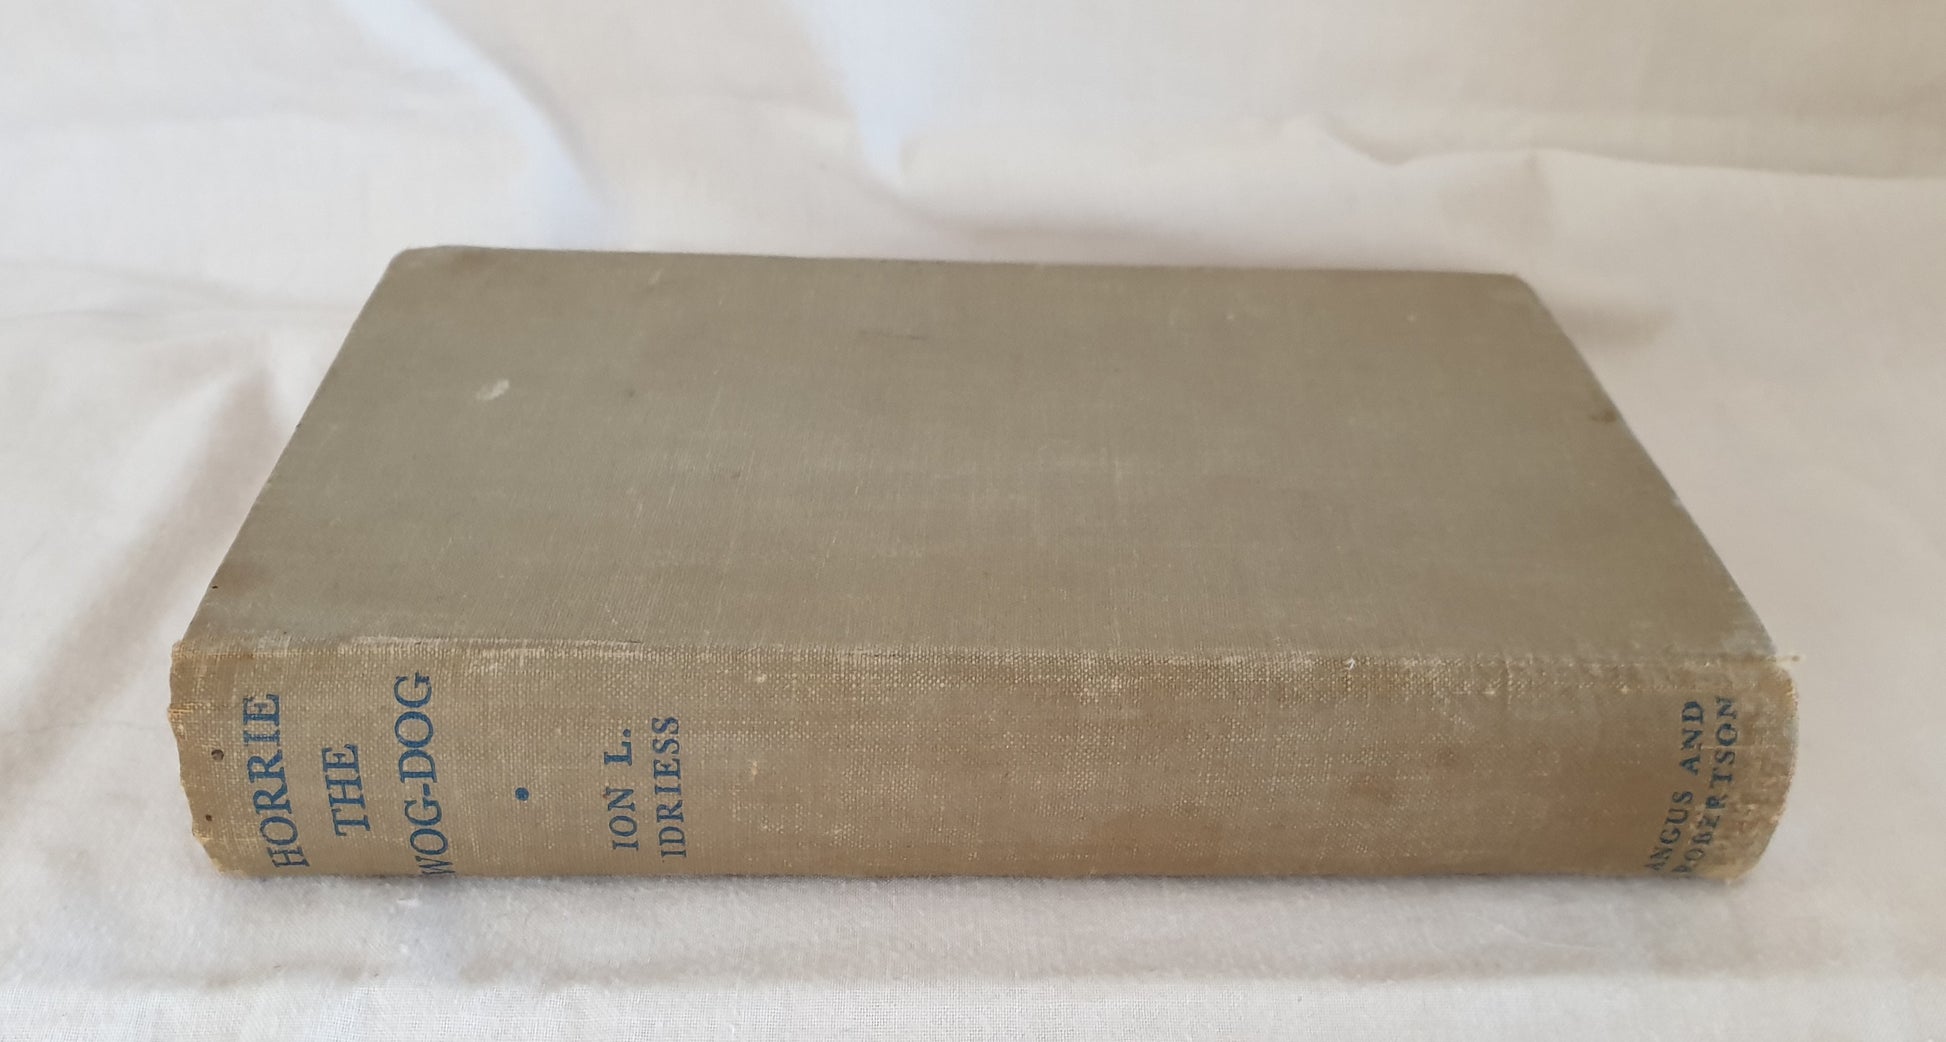 HORRIE
THE
WOG-DOG
•
ION L.
IDRIESS
ANGUS AND
ROBERTSON